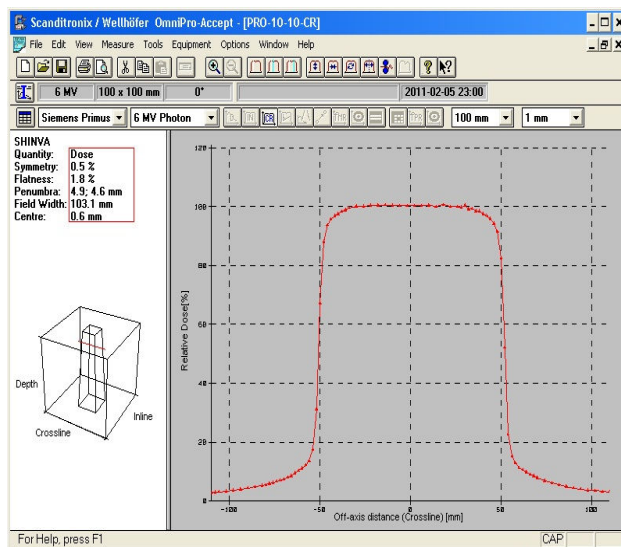 Scanditronix / Wellhöfer OmniPro-Accept - [PRO-10-10-CR]
File Edit View Measure Tools Equipment Options Window Help
6 MV 100 x 100 mm 0° 2011-02-05 23:00
Siemens Primus 6 MV Photon CR TPR TPR 100 mm 1 mm
SHINVA
Quantity: Dose
Symmetry: 0.5 %
Flatness: 1.8 %
Penumbra: 4.9; 4.6 mm
Field Width: 103.1 mm
Centre: 0.6 mm
Depth
Inline
Crossline
Relative Dose[%]
120
100
80
60
40
20
0
-100 -50 0 50 100
Off-axis distance (Crossline) [mm]
For Help, press F1 CAP